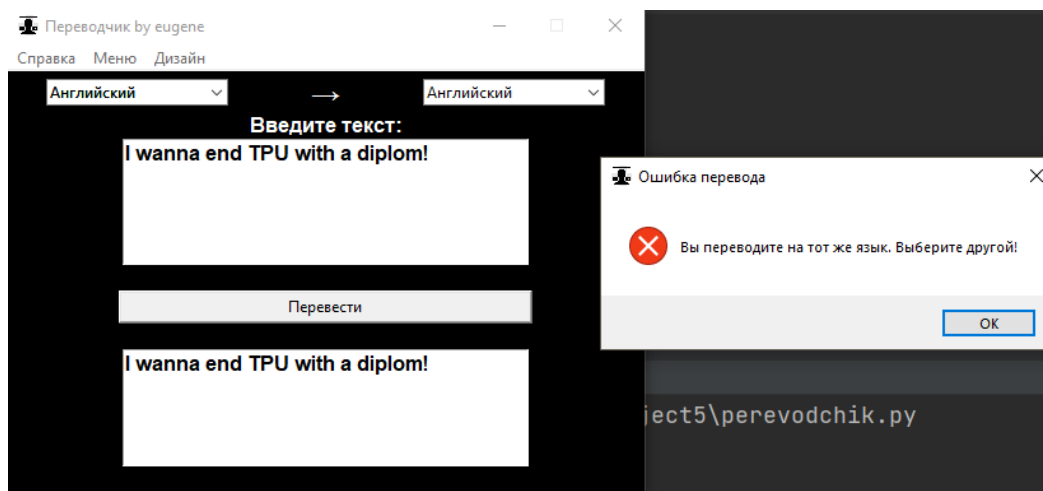 Переводчик by eugene
Справка Меню Дизайн
Английский → Английский
Введите текст:
I wanna end TPU with a diplom!
Перевести
I wanna end TPU with a diplom!
Ошибка перевода
Вы переводите на тот же язык. Выберите другой!
OK
ject5\perevodchik.py